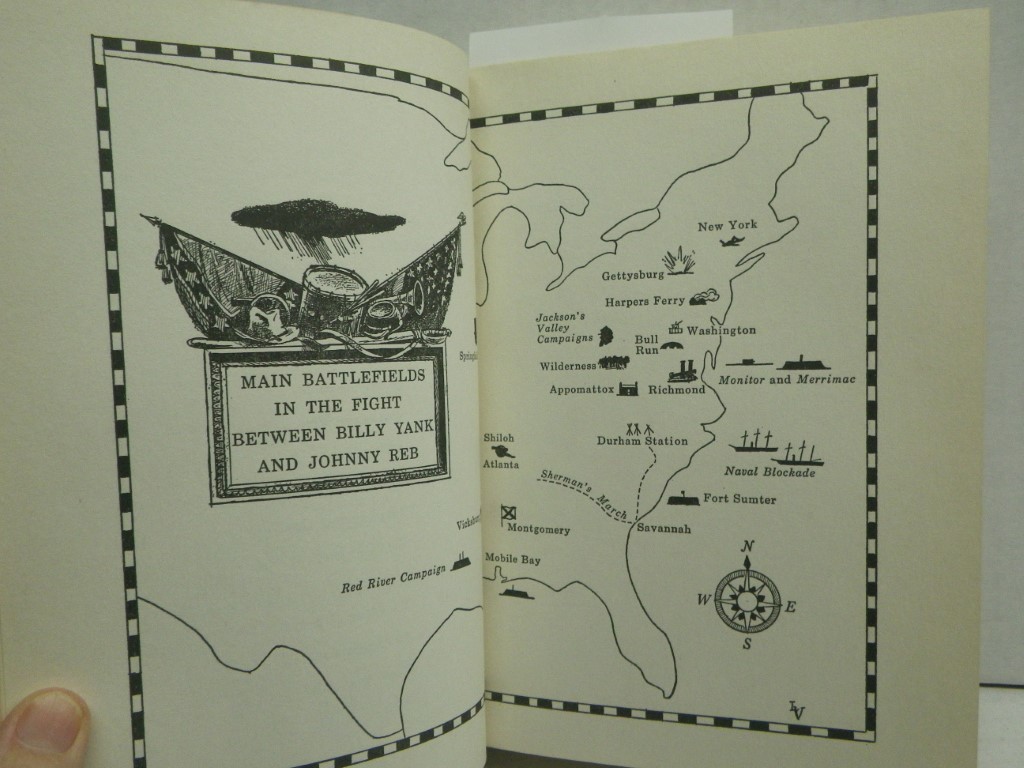 MAIN BATTLEFIELDS
IN THE FIGHT
BETWEEN BILLY YANK
AND JOHNNY REB
Red River Campaign
New York
Gettysburg
Harpers Ferry
Jackson's
Valley
Campaigns
Bull
Run
Washington
Wilderness
Appomattox
Richmond
Monitor and Merrimac
Shiloh
Atlanta
Durham Station
Naval Blockade
Sherman's March
Fort Sumter
Savannah
Montgomery
Mobile Bay
N
W
E
S
LV